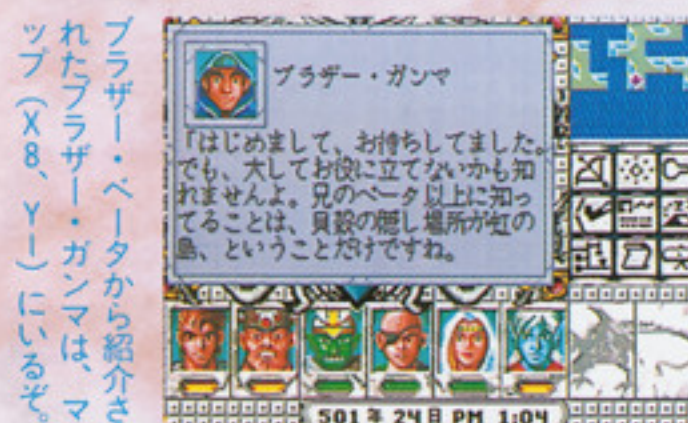 ブラザー・ベータから紹介さ
れたブラザー・ガンマは、マ
ップ(X8、Y1)にいるぞ。
ブラザー・ガンマ
「はじめまして、お待ちしてました。
でも、大してお役に立てないかも知
れませんよ。兄のベータ以上に知っ
てることは、貝殻の隠し場所が虹の
島、ということだけですね。
501年 24日 PM 1:04